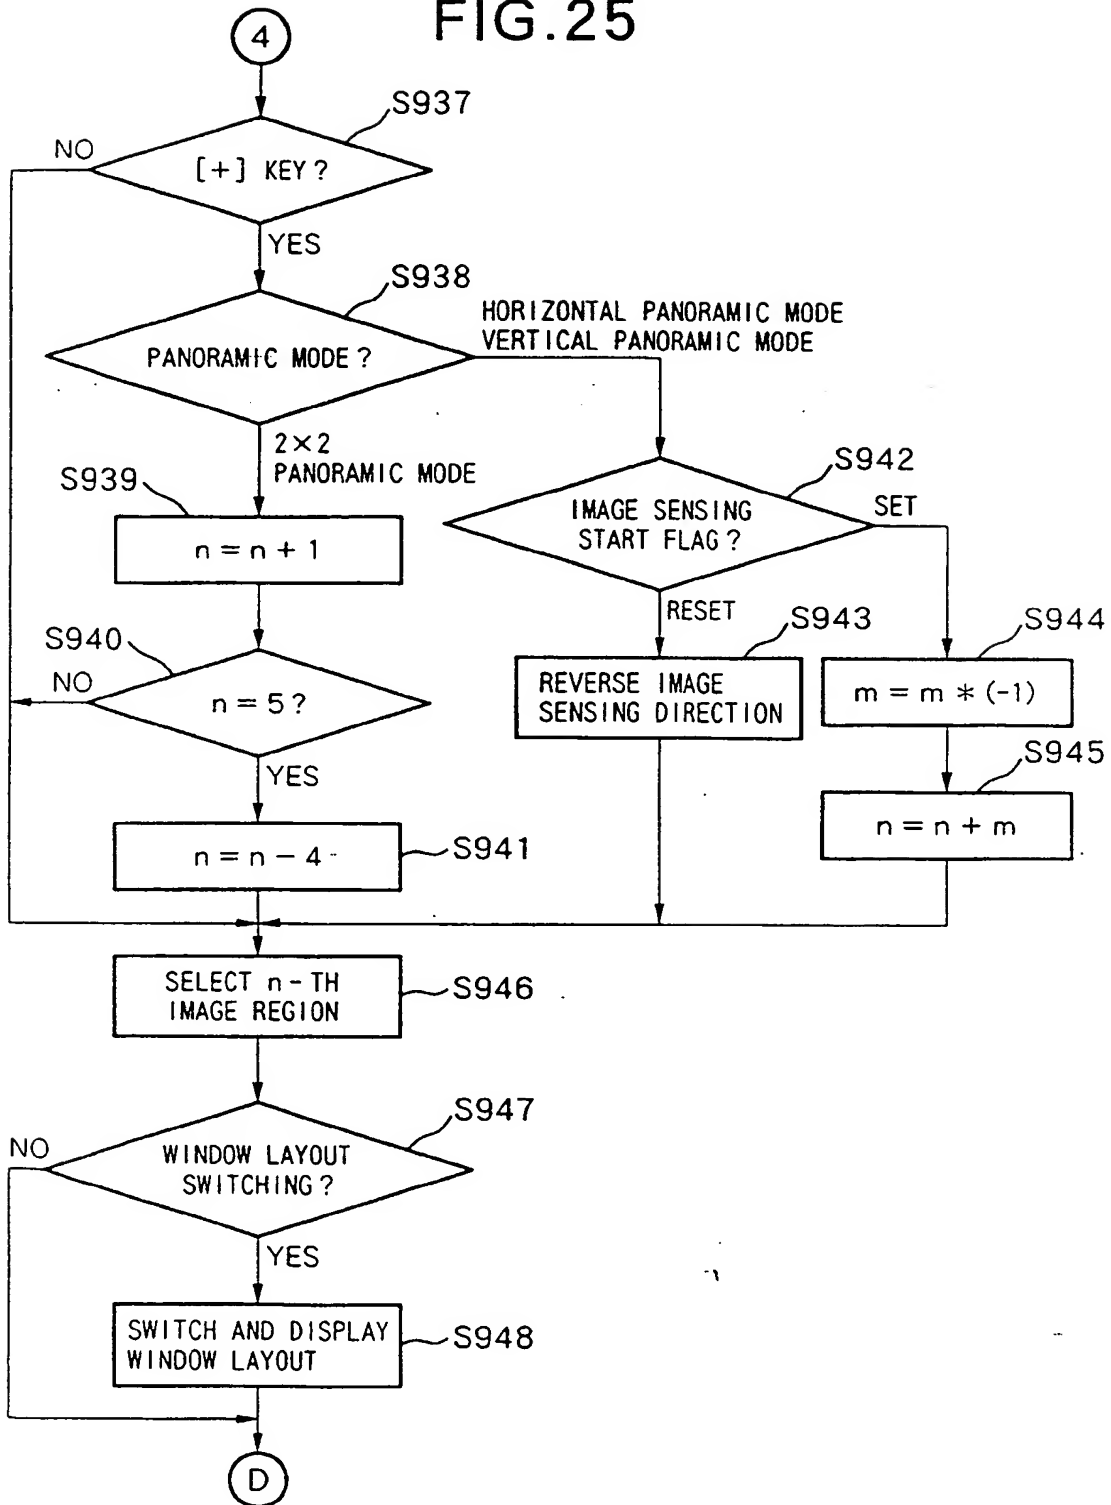 FIG.25
4
S937
NO
[+] KEY?
YES
S938
HORIZONTAL PANORAMIC MODE
VERTICAL PANORAMIC MODE
PANORAMIC MODE?
2×2
PANORAMIC MODE
S939
n = n + 1
S942
IMAGE SENSING
START FLAG?
SET
RESET
S940
NO
n = 5?
YES
S943
REVERSE IMAGE
SENSING DIRECTION
S944
m = m * (-1)
S945
n = n + m
n = n - 4
S941
SELECT n-TH
IMAGE REGION
S946
S947
NO
WINDOW LAYOUT
SWITCHING?
YES
SWITCH AND DISPLAY
WINDOW LAYOUT
S948
D